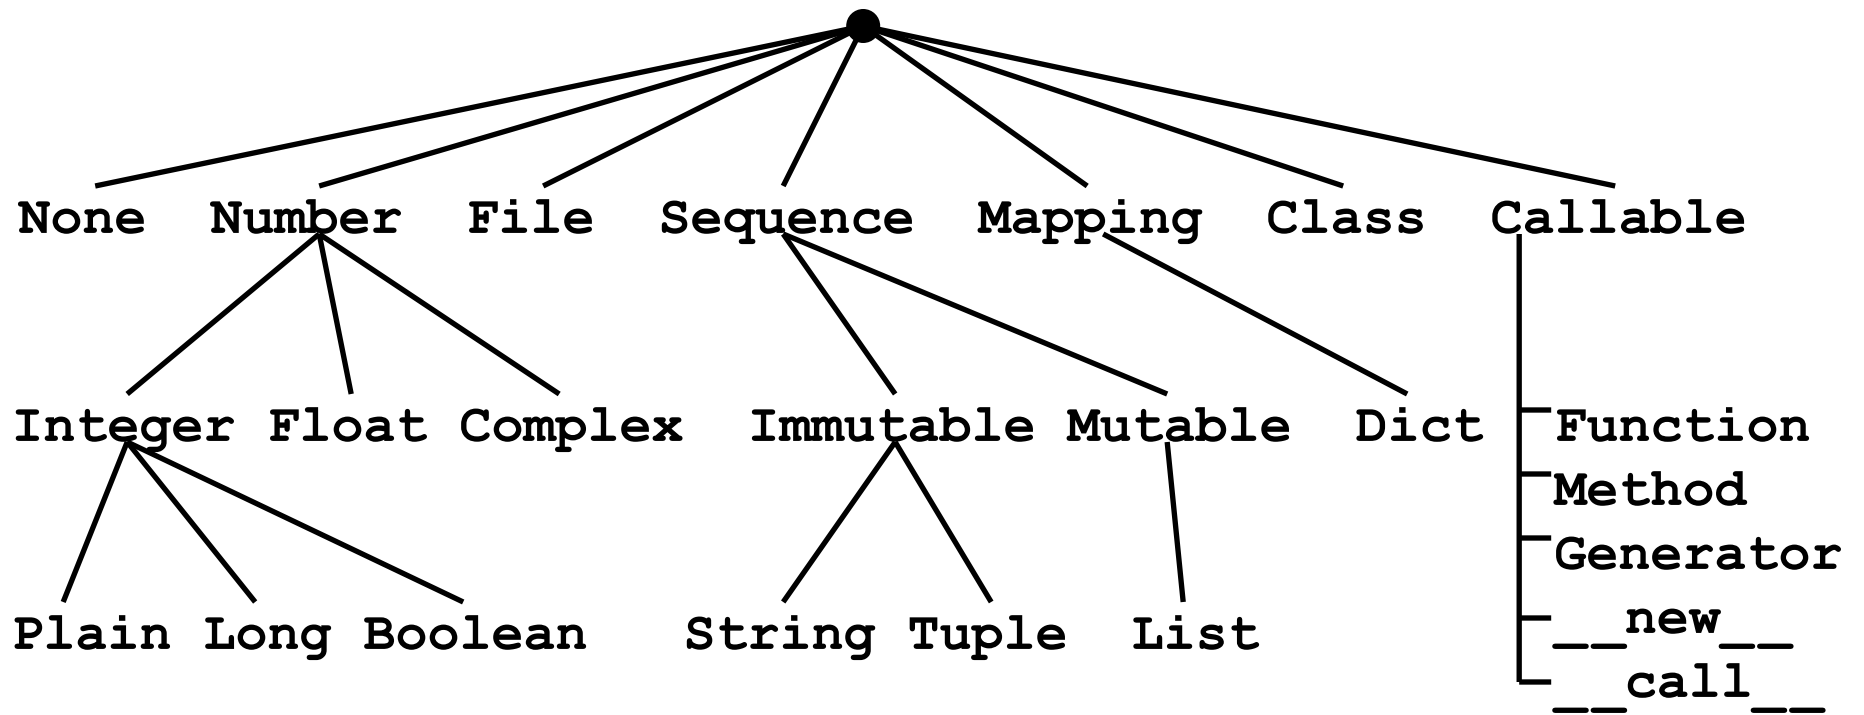 None Number File Sequence Mapping Class Callable
Integer Float Complex Immutable Mutable Dict Function
Method
Generator
Plain Long Boolean String Tuple List __new__
__call__